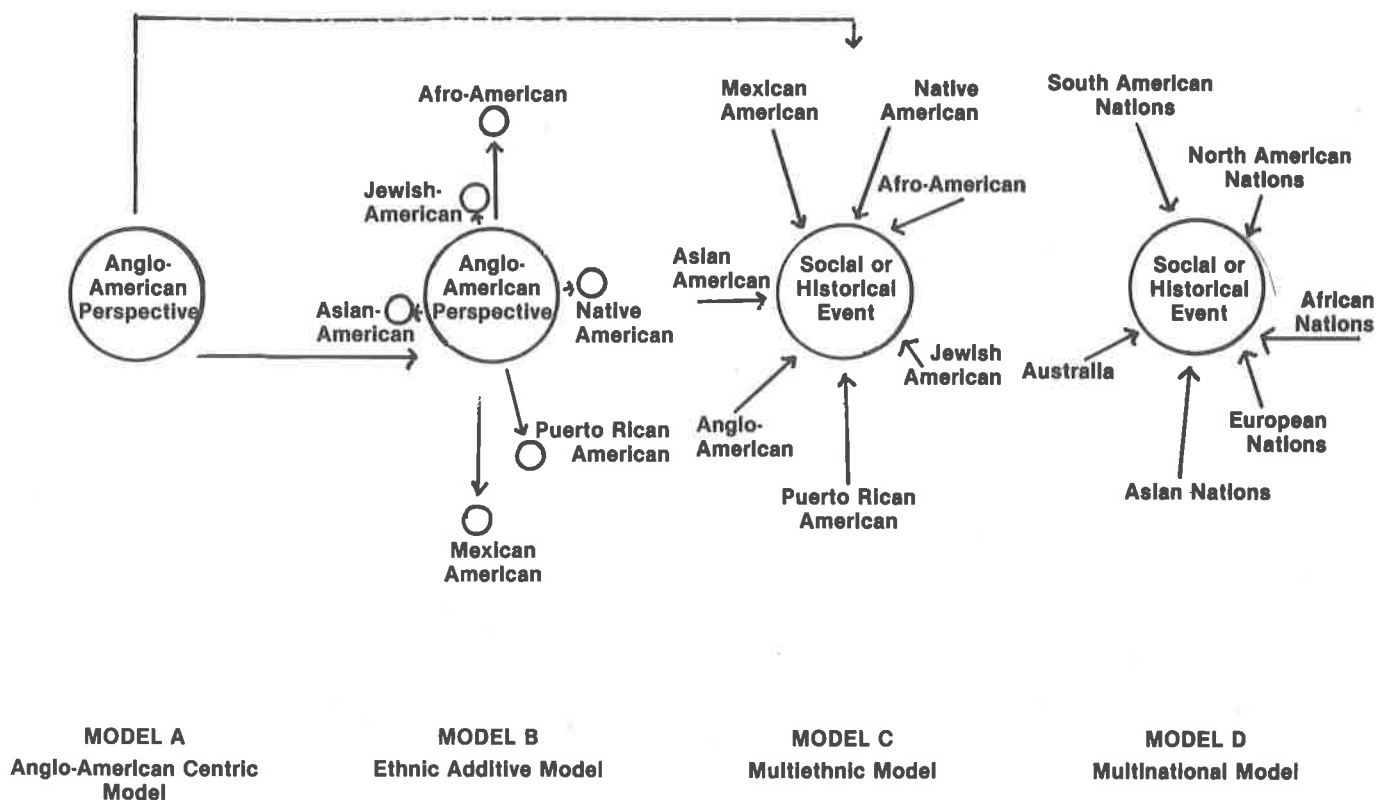 Anglo-
American
Perspective
Afro-American
Jewish-
American
Anglo-
American
Perspective
Asian-
American
Native
American
Puerto Rican
American
Mexican
American
Mexican
American
Native
American
Afro-American
Asian
American
Social or
Historical
Event
Jewish
American
Anglo-
American
Puerto Rican
American
South American
Nations
North American
Nations
Social or
Historical
Event
African
Nations
Australia
European
Nations
Asian Nations
MODEL A
Anglo-American Centric
Model
MODEL B
Ethnic Additive Model
MODEL C
Multiethnic Model
MODEL D
Multinational Model